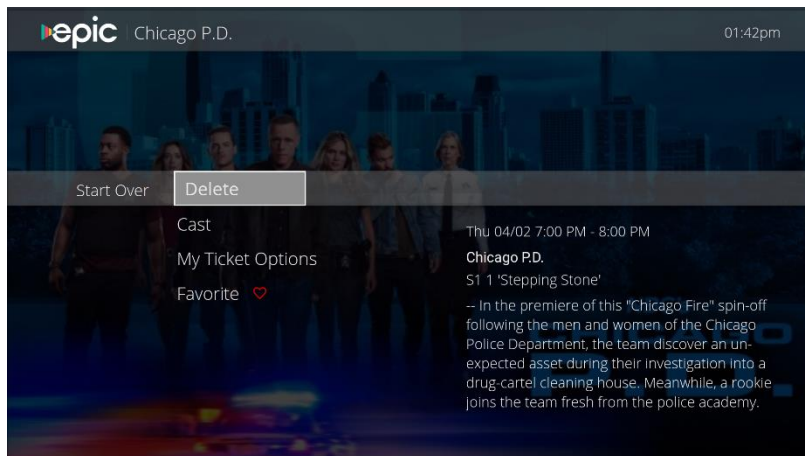 epic Chicago P.D. 01:42pm
Start Over Delete
Cast
My Ticket Options
Favorite
Thu 04/02 7:00 PM - 8:00 PM
Chicago P.D.
S1 1 'Stepping Stone'
-- In the premiere of this "Chicago Fire" spin-off
following the men and women of the Chicago
Police Department, the team discover an un-
expected asset during their investigation into a
drug-cartel cleaning house. Meanwhile, a rookie
joins the team fresh from the police academy.
CHICAGO
P.D.